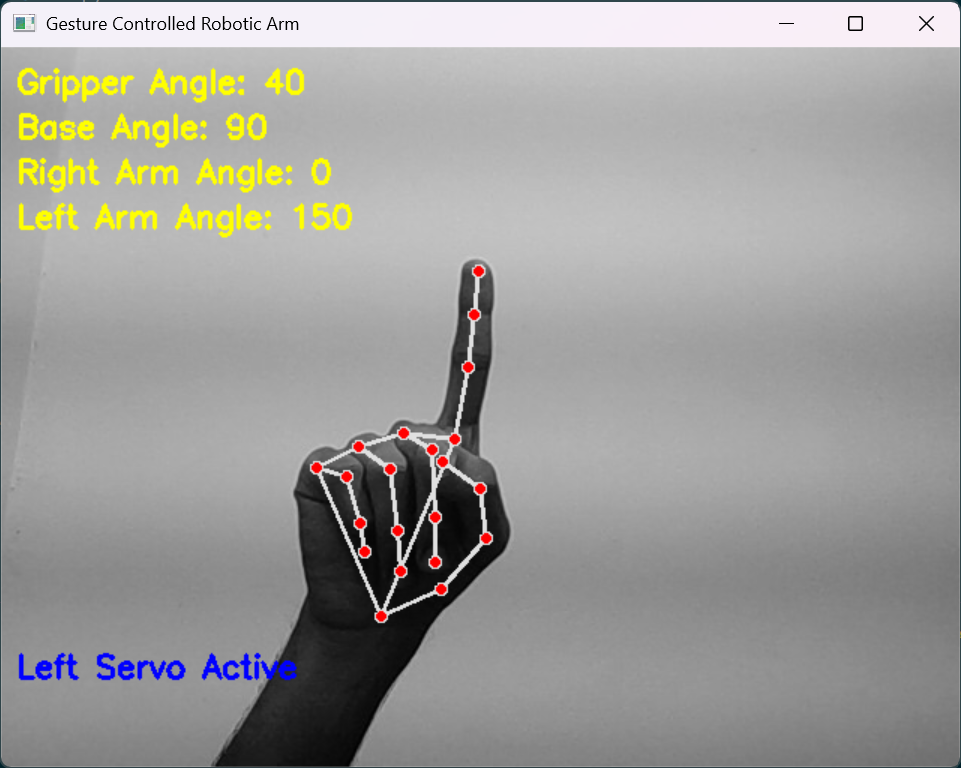 Gesture Controlled Robotic Arm
Gripper Angle: 40
Base Angle: 90
Right Arm Angle: 0
Left Arm Angle: 150
Left Servo Active